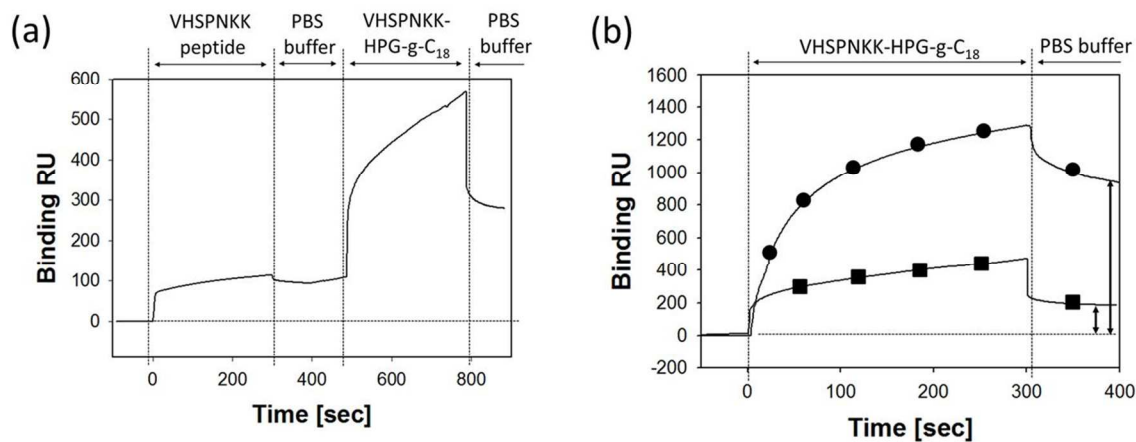 (a)
VHSPNKK
peptide
PBS
buffer
VHSPNKK-
HPG-g-C18
PBS
buffer
600
500
400
300
200
100
0
Binding RU
0 200 400 600 800
Time [sec]
(b)
VHSPNKK-HPG-g-C18
PBS buffer
1600
1400
1200
1000
800
600
400
200
0
-200
Binding RU
0 100 200 300 400
Time [sec]